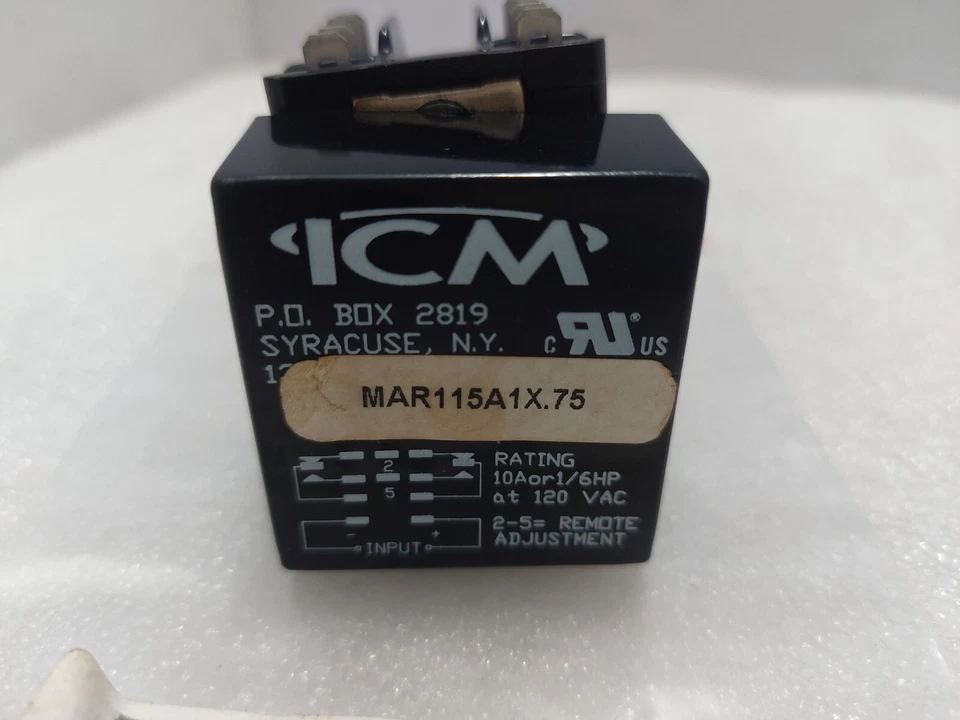 ICM
P.O. BOX 2819
SYRACUSE, N.Y.
C RU® US
MAR115A1X.75
2
5
RATING
10Aor1/6HP
at 120 VAC
2-5= REMOTE
ADJUSTMENT
- +
INPUT